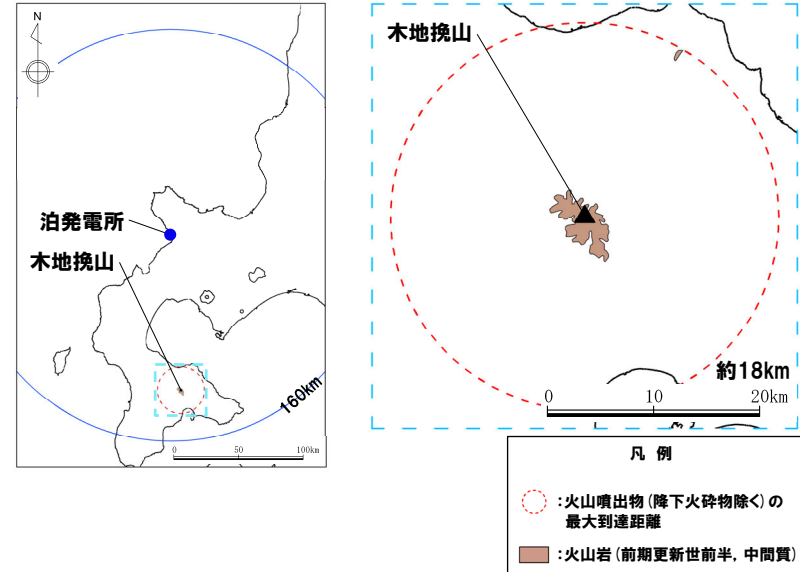 N
泊発電所
木地挽山
160km
0 50 100km
木地挽山
約18km
0 10 20km
凡 例
:火山噴出物(降下火砕物除く)の
最大到達距離
:火山岩(前期更新世前半, 中間質)